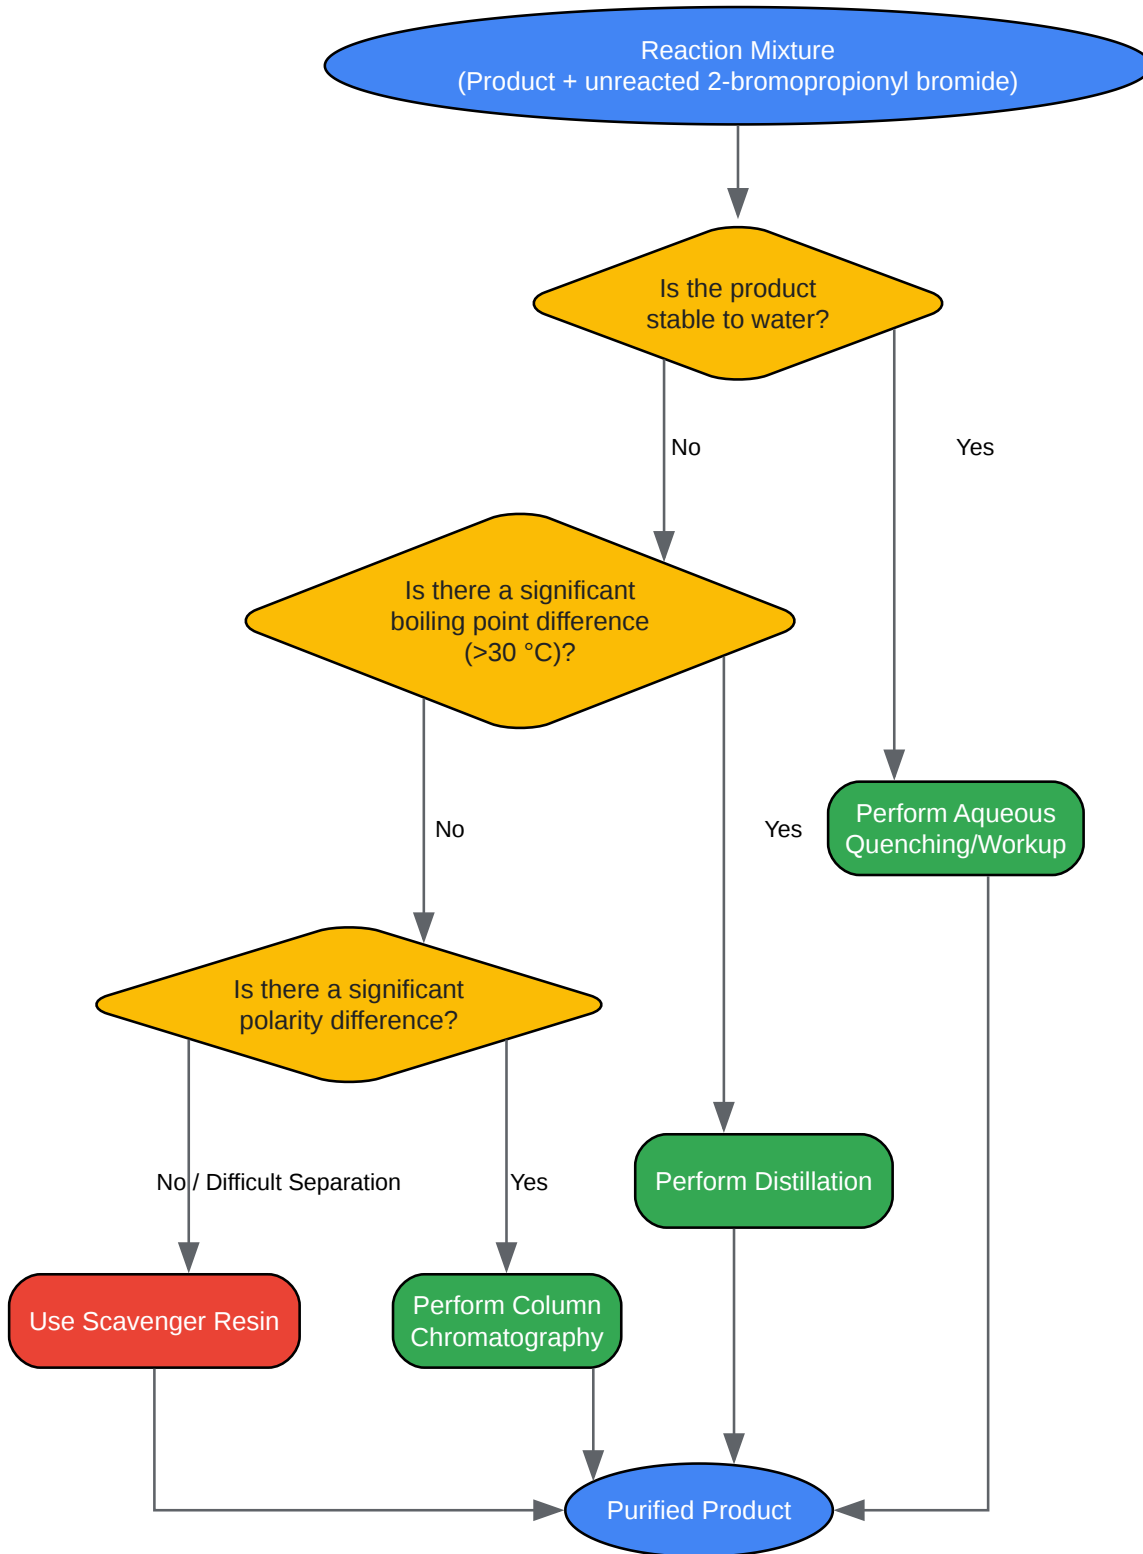 Reaction Mixture
(Product + unreacted 2-bromopropionyl bromide)
Is the product
stable to water?
No
Yes
Is there a significant
boiling point difference
(>30 °C)?
No
Yes
Perform Aqueous
Quenching/Workup
Is there a significant
polarity difference?
No / Difficult Separation
Yes
Perform Distillation
Use Scavenger Resin
Perform Column
Chromatography
Purified Product